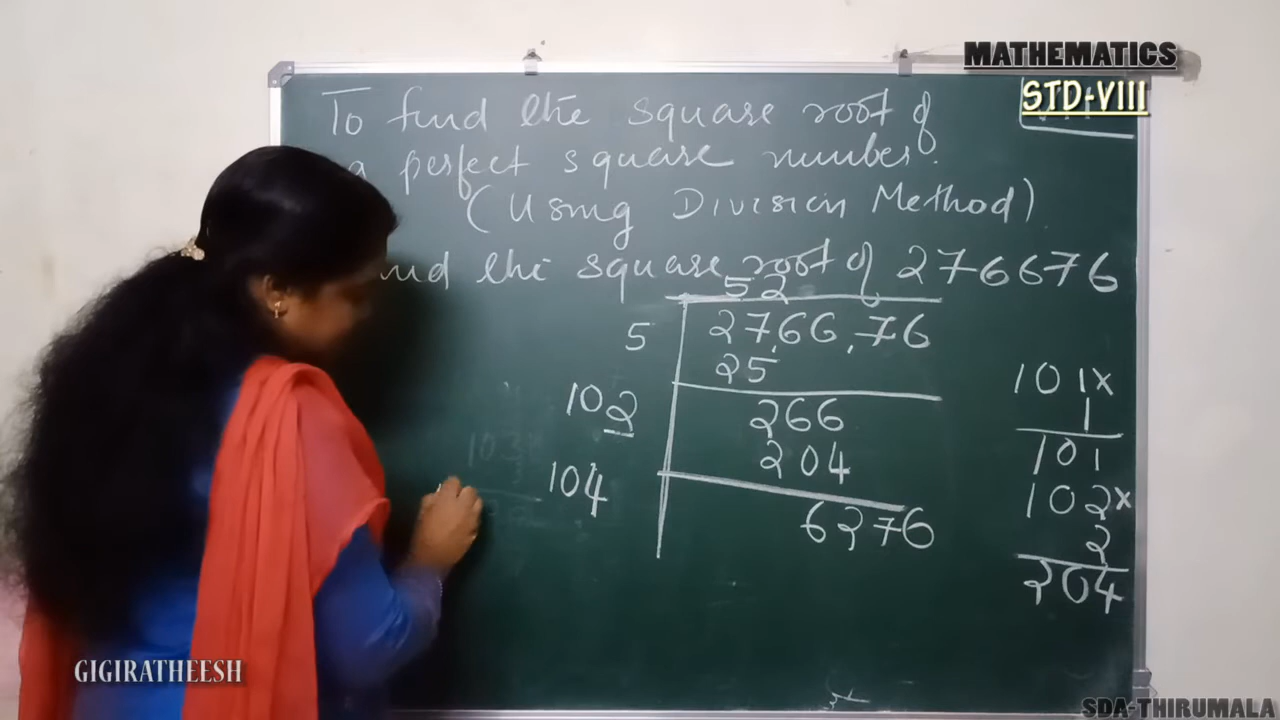 MATHEMATICS
STD-VIII
To find the square root of
a perfect square number.
(Using Division Method)
the square root of 276676
52
5 27,66,76
25
102 266
204
104 6276
101x
1
101
102x
2
204
GIGIRATHEESH
SDA-THIRUMALA